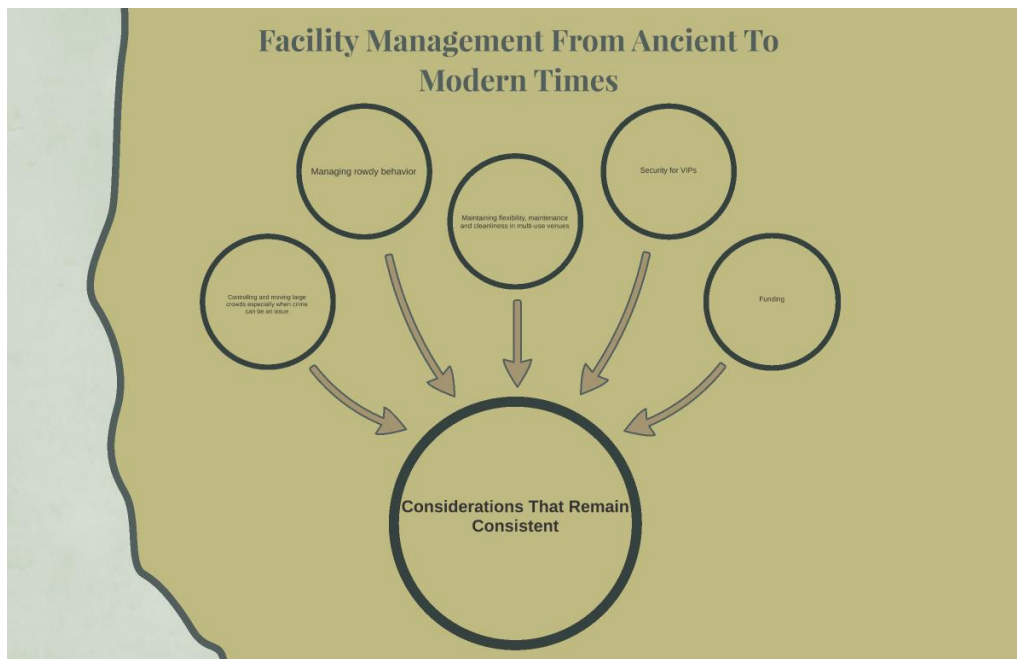 Facility Management From Ancient To
Modern Times
Managing rowdy behavior
Security for VIPs
Maintaining flexibility, maintenance
and cleanliness in multi-use venues
Controlling and moving large
crowds especially when crime
can be an issue
Funding
Considerations That Remain
Consistent